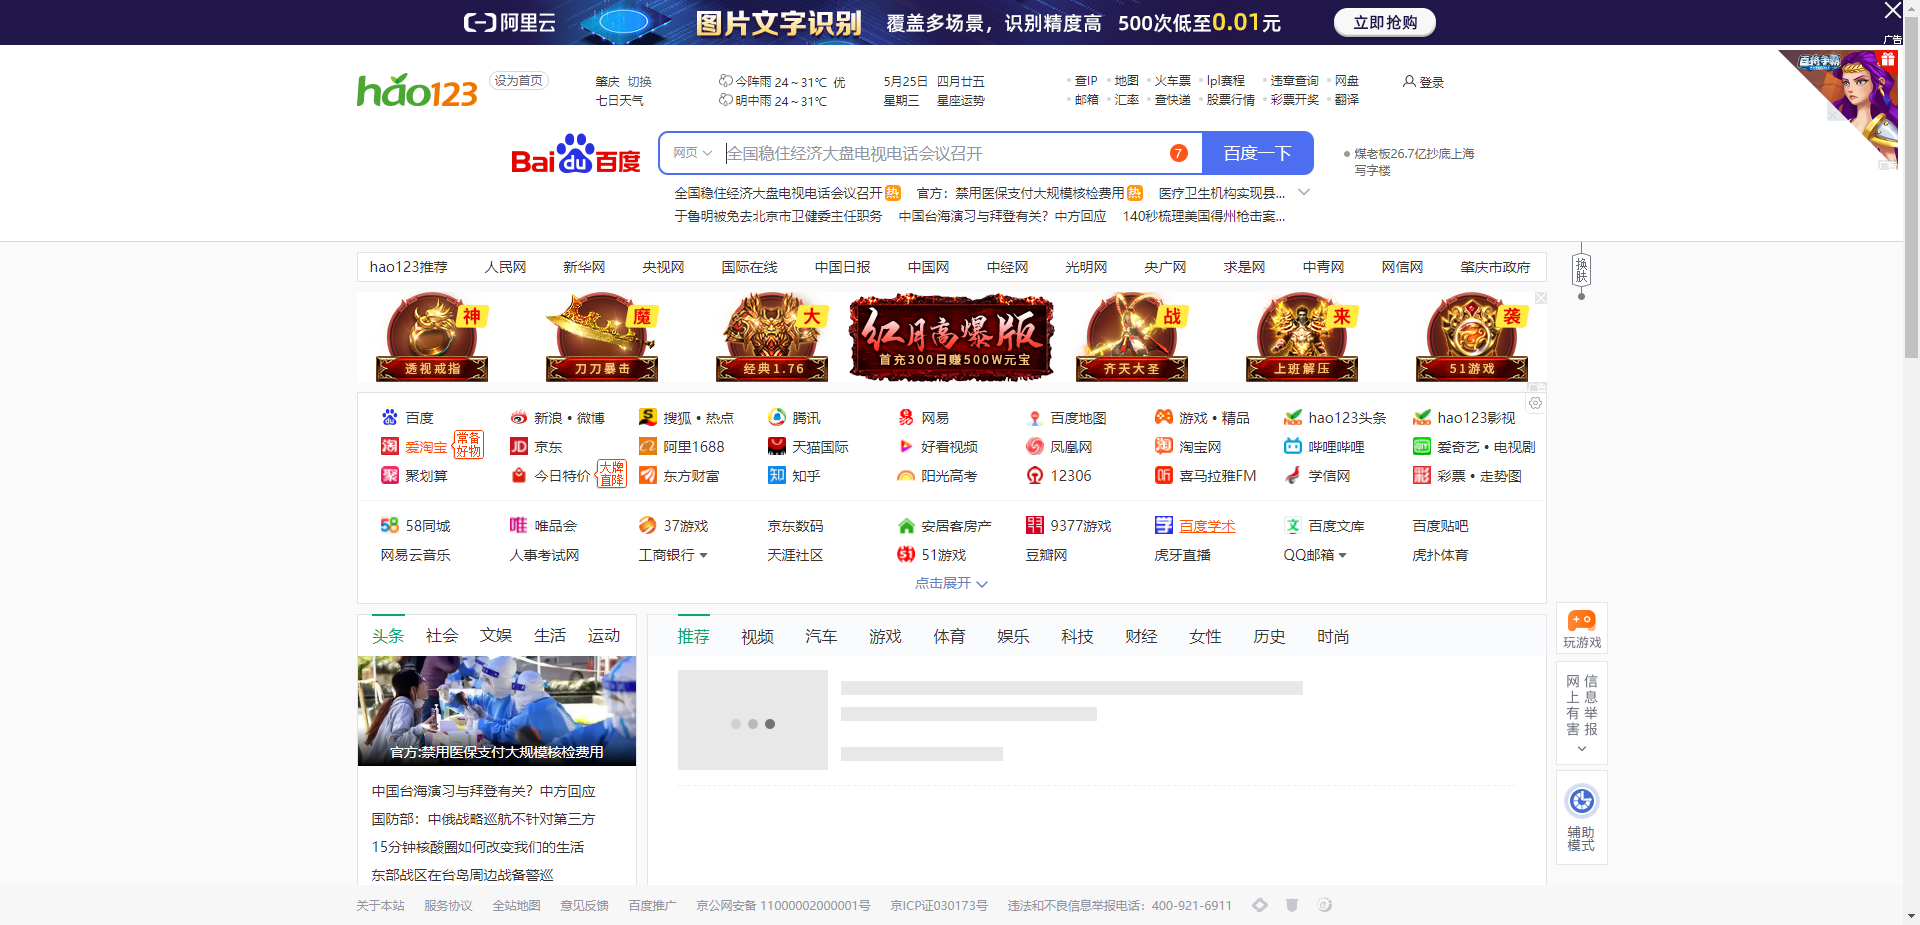 阿里云 图片文字识别 覆盖多场景，识别精度高 500次低至0.01元 立即抢购
广告
hao123 设为首页
肇庆 切换 今阵雨 24～31℃ 优 5月25日 四月廿五
七日天气 明中雨 24～31℃ 星期三 星座运势
查IP 地图 火车票 lpl赛程 违章查询 网盘
邮箱 汇率 查快递 股票行情 彩票开奖 翻译
登录
百战争霸
广告
Bai du 百度 网页 全国稳住经济大盘电视电话会议召开 7 百度一下
煤老板26.7亿抄底上海
写字楼
全国稳住经济大盘电视电话会议召开 热 官方：禁用医保支付大规模核检费用 热 医疗卫生机构实现县...
于鲁明被免去北京市卫健委主任职务 中国台海演习与拜登有关？中方回应 140秒梳理美国得州枪击案...
换肤
hao123推荐 人民网 新华网 央视网 国际在线 中国日报 中国网 中经网 光明网 央广网 求是网 中青网 网信网 肇庆市政府
神 魔 大 红月高爆版 战 来 袭
透视戒指 刀刀暴击 经典1.76 首充300日赚500W元宝 齐天大圣 上班解压 51游戏
广告
百度 新浪•微博 搜狐•热点 腾讯 网易 百度地图 游戏•精品 hao123头条 hao123影视
爱淘宝 常备好物 京东 阿里1688 天猫国际 好看视频 凤凰网 淘宝网 哔哩哔哩 爱奇艺•电视剧
聚划算 今日特价 大牌直降 东方财富 知乎 阳光高考 12306 喜马拉雅FM 学信网 彩票•走势图
58同城 唯品会 37游戏 京东数码 安居客房产 9377游戏 百度学术 百度文库 百度贴吧
网易云音乐 人事考试网 工商银行 天涯社区 51游戏 豆瓣网 虎牙直播 QQ邮箱 虎扑体育
点击展开
头条 社会 文娱 生活 运动
官方:禁用医保支付大规模核检费用
中国台海演习与拜登有关？中方回应
国防部：中俄战略巡航不针对第三方
15分钟核酸圈如何改变我们的生活
东部战区在台岛周边战备警巡
推荐 视频 汽车 游戏 体育 娱乐 科技 财经 女性 历史 时尚
玩游戏
网上有害
信息举报
辅助
模式
关于本站 服务协议 全站地图 意见反馈 百度推广 京公网安备 11000002000001号 京ICP证030173号 违法和不良信息举报电话：400-921-6911